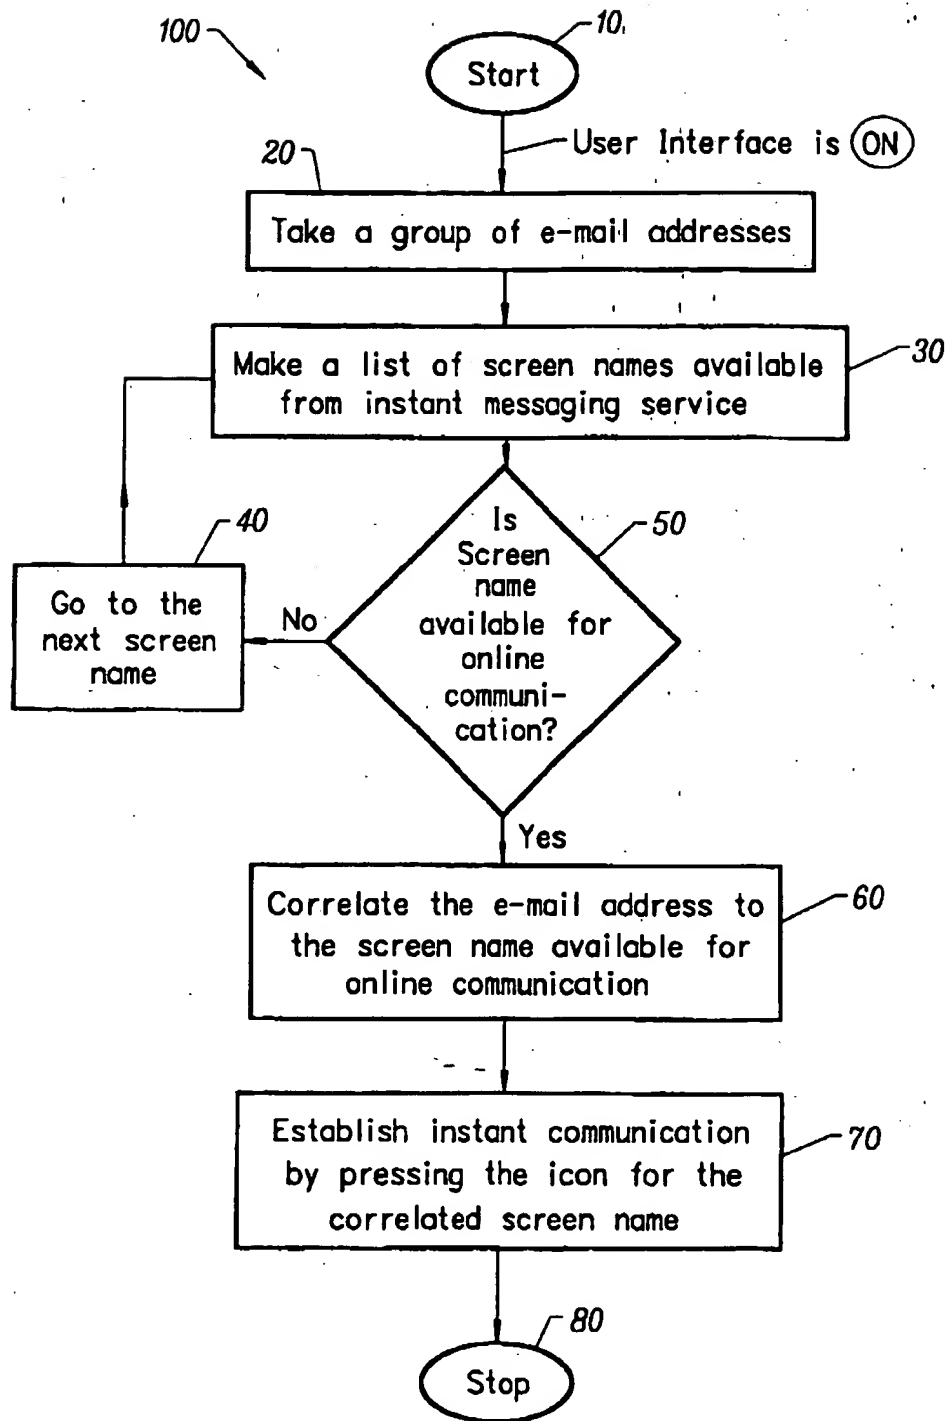 100
10
Start
User Interface is ON
20
Take a group of e-mail addresses
Make a list of screen names available
from instant messaging service
30
40
Go to the
next screen
name
No
Is
Screen
name
available for
online
communi-
cation?
50
Yes
Correlate the e-mail address to
the screen name available for
online communication
60
Establish instant communication
by pressing the icon for the
correlated screen name
70
80
Stop